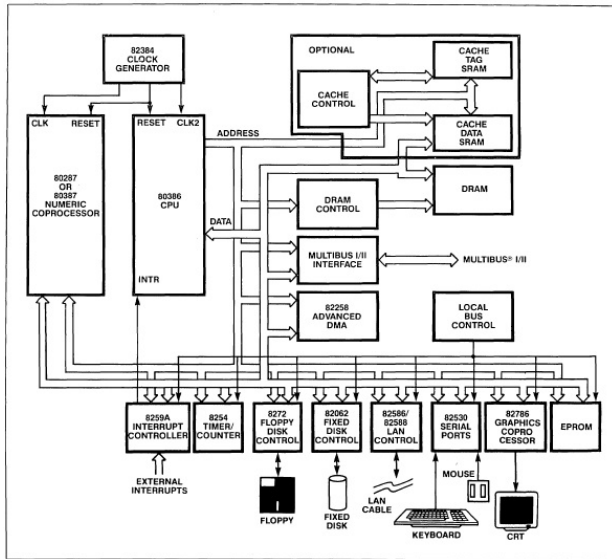 82384
CLOCK
GENERATOR
OPTIONAL
CACHE
TAG
SRAM
CACHE
CONTROL
CACHE
DATA
SRAM
CLK
RESET
RESET
CLK2
ADDRESS
80287
OR
80387
NUMERIC
COPROCESSOR
80386
CPU
DATA
INTR
DRAM
CONTROL
DRAM
MULTIBUS I/II
INTERFACE
MULTIBUS® I/II
82258
ADVANCED
DMA
LOCAL
BUS
CONTROL
8259A
INTERRUPT
CONTROLLER
8254
TIMER/
COUNTER
8272
FLOPPY
DISK
CONTROL
82062
FIXED
DISK
CONTROL
82586/
82588
LAN
CONTROL
82530
SERIAL
PORTS
82786
GRAPHICS
COPRO
CESSOR
EPROM
EXTERNAL
INTERRUPTS
FLOPPY
FIXED
DISK
LAN
CABLE
MOUSE
KEYBOARD
CRT